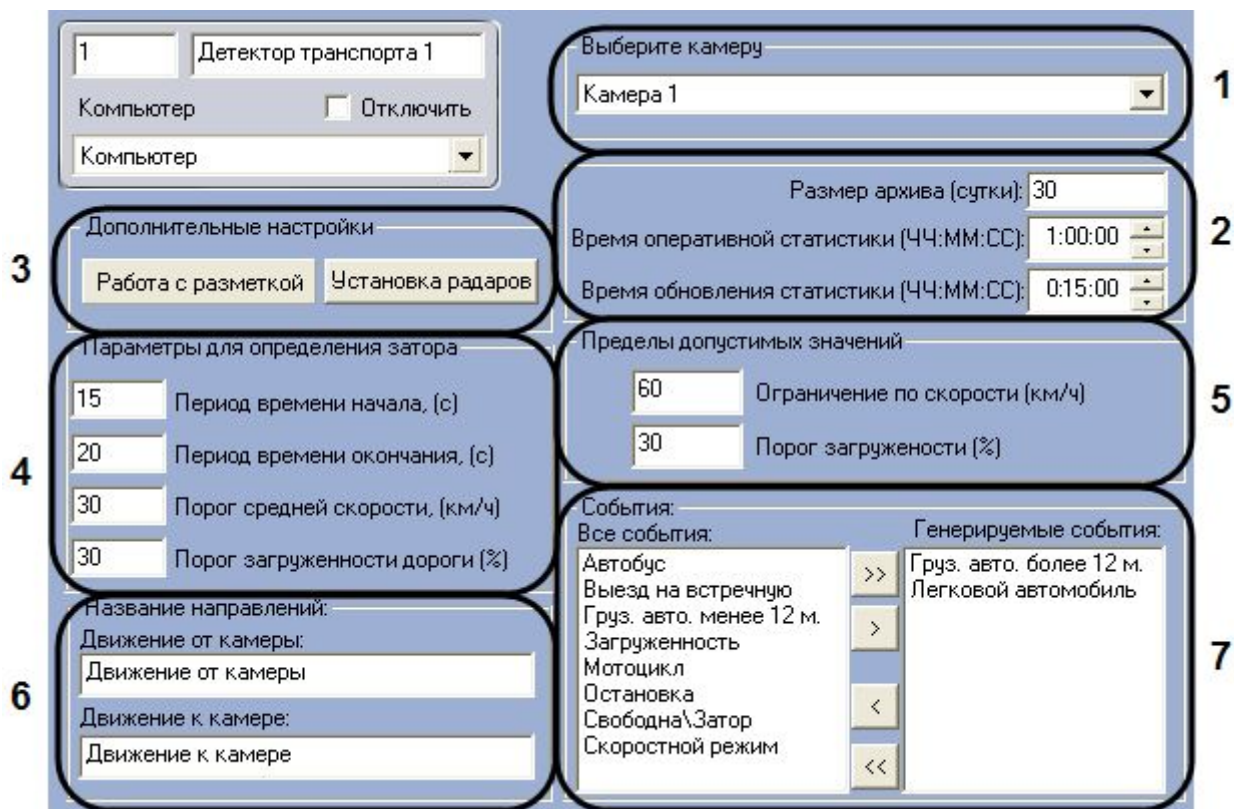 1
Детектор транспорта 1
Компьютер
Отключить
Компьютер
Выберите камеру
Камера 1
1
Размер архива (сутки):
30
Время оперативной статистики (ЧЧ:ММ:СС):
1:00:00
Время обновления статистики (ЧЧ:ММ:СС):
0:15:00
2
3
Дополнительные настройки
Работа с разметкой
Установка радаров
Параметры для определения затора
15
Период времени начала, (с)
20
Период времени окончания, (с)
30
Порог средней скорости, (км/ч)
30
Порог загруженности дороги (%)
4
Пределы допустимых значений
60
Ограничение по скорости (км/ч)
30
Порог загружености (%)
5
Название направлений:
Движение от камеры:
Движение от камеры
Движение к камере:
Движение к камере
6
События:
Все события:
Автобус
Выезд на встречную
Груз. авто. менее 12 м.
Загруженность
Мотоцикл
Остановка
Свободна\Затор
Скоростной режим
>>
>
<
<<
Генерируемые события:
Груз. авто. более 12 м.
Легковой автомобиль
7